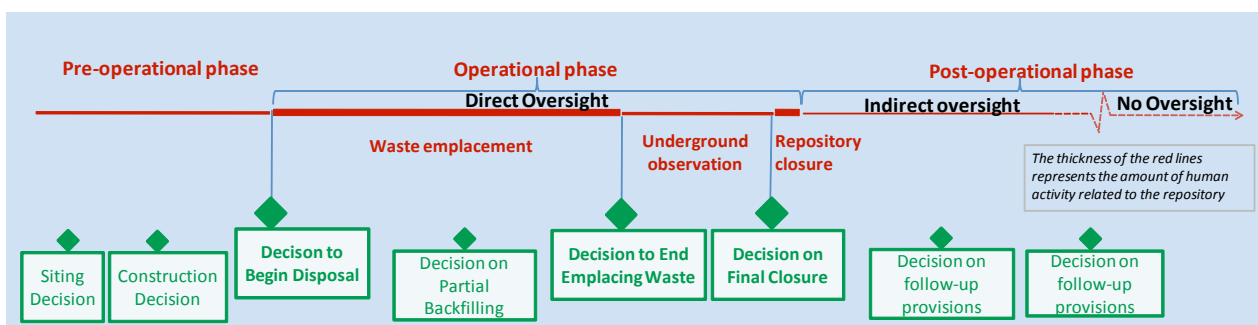 Pre-operational phase
Operational phase
Post-operational phase
Direct Oversight
Indirect oversight
No Oversight
Waste emplacement
Underground
observation
Repository
closure
The thickness of the red lines
represents the amount of human
activity related to the repository
Siting
Decision
Construction
Decision
Decison to
Begin Disposal
Decision on
Partial
Backfilling
Decision to End
Emplacing Waste
Decision on
Final Closure
Decision on
follow-up
provisions
Decision on
follow-up
provisions